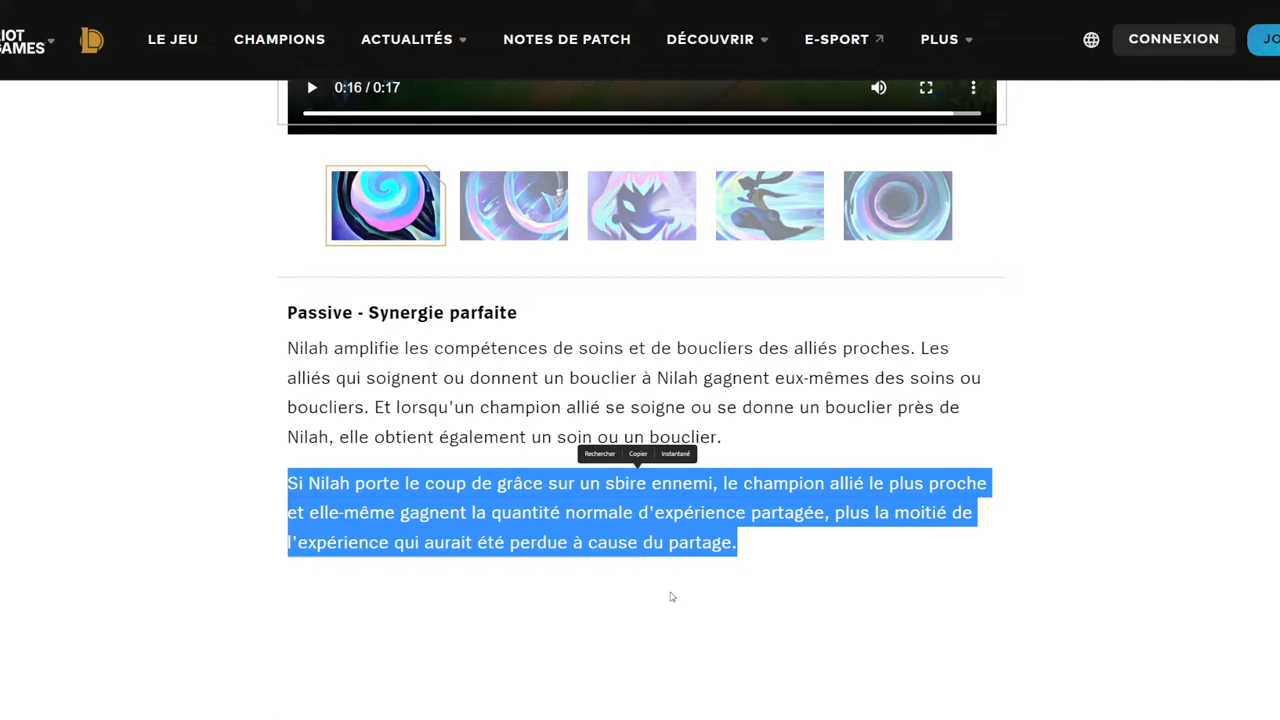 IOT
GAMES
LE JEU
CHAMPIONS
ACTUALITÉS
NOTES DE PATCH
DÉCOUVRIR
E-SPORT
PLUS
CONNEXION
JO
0:16 / 0:17
Passive - Synergie parfaite
Nilah amplifie les compétences de soins et de boucliers des alliés proches. Les
alliés qui soignent ou donnent un bouclier à Nilah gagnent eux-mêmes des soins ou
boucliers. Et lorsqu'un champion allié se soigne ou se donne un bouclier près de
Nilah, elle obtient également un soin ou un bouclier.
Rechercher
Copier
Instantané
Si Nilah porte le coup de grâce sur un sbire ennemi, le champion allié le plus proche
et elle-même gagnent la quantité normale d'expérience partagée, plus la moitié de
l'expérience qui aurait été perdue à cause du partage.